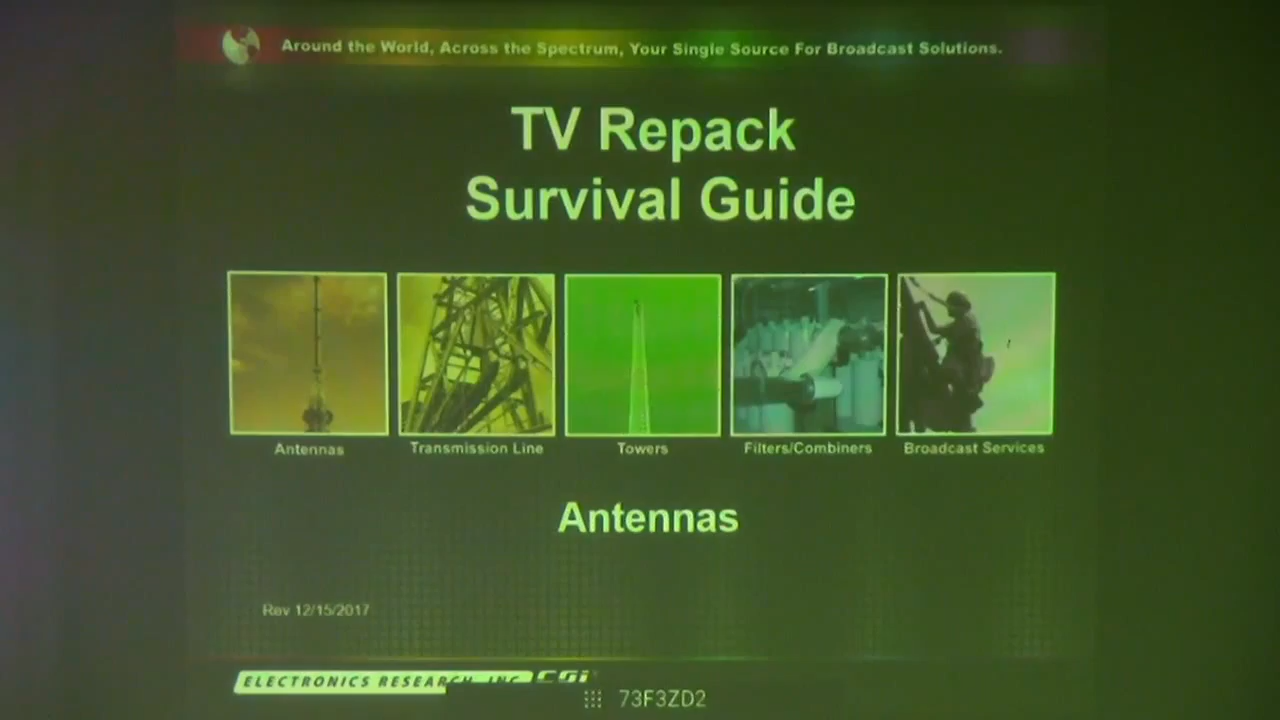 Around the World, Across the Spectrum, Your Single Source For Broadcast Solutions.
TV Repack
Survival Guide
Antennas
Transmission Line
Towers
Filters/Combiners
Broadcast Services
Antennas
Rev 12/15/2017
ELECTRONICS RESEARCH, INC
73F3ZD2